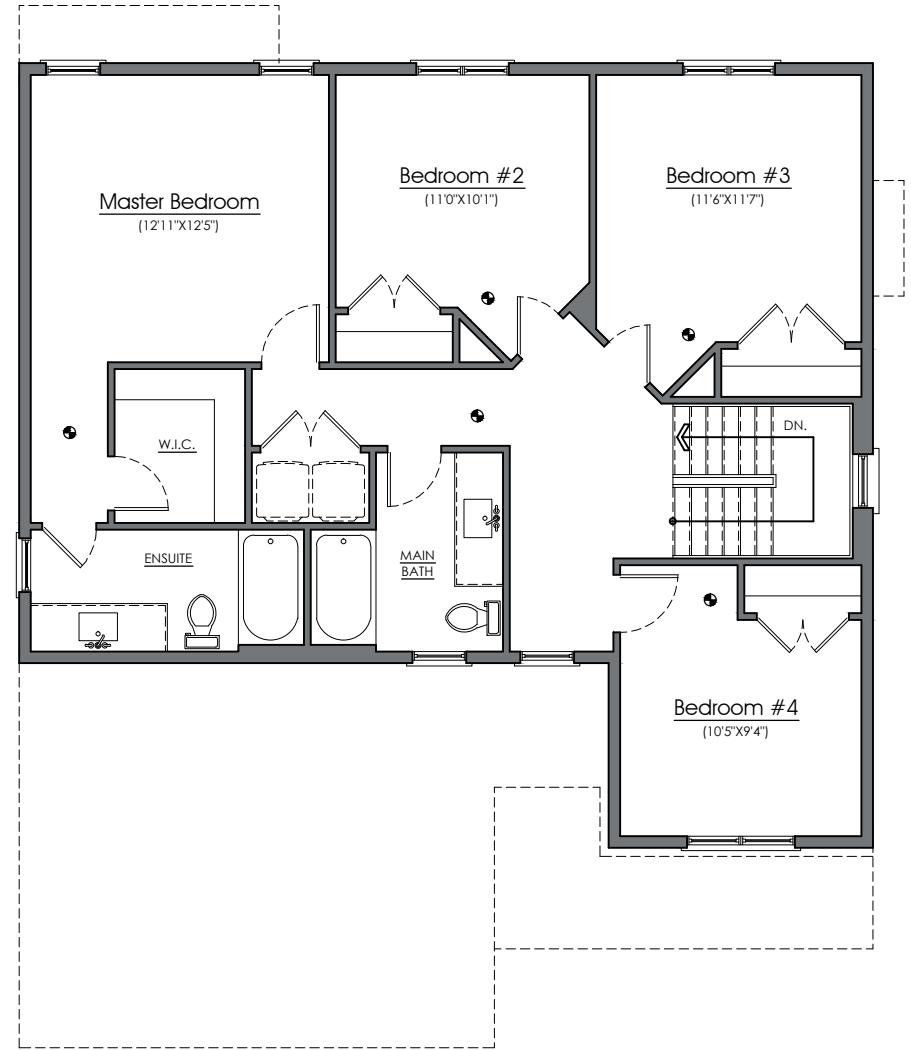 Master Bedroom
(12'11"X12'5")
Bedroom #2
(11'0"X10'1")
Bedroom #3
(11'6"X11'7")
W.I.C.
DN.
ENSUITE
MAIN
BATH
Bedroom #4
(10'5"X9'4")